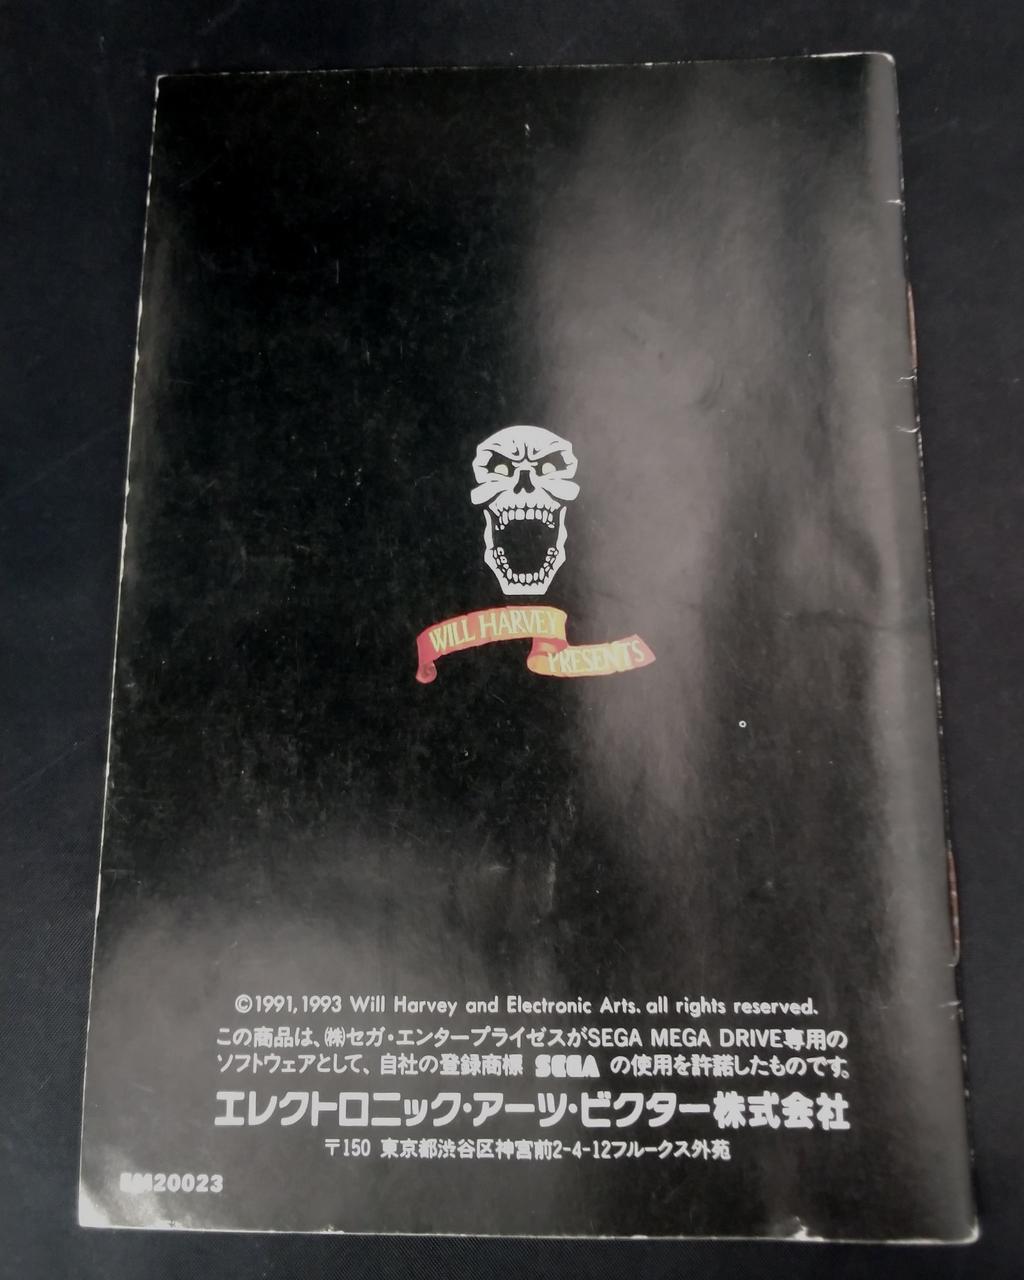 WILL HARVEY
PRESENTS
©1991,1993 Will Harvey and Electronic Arts. all rights reserved.
この商品は、㈱セガ・エンタープライゼスがSEGA MEGA DRIVE専用の
ソフトウェアとして、自社の登録商標 SEGA の使用を許諾したものです。
エレクトロニック・アーツ・ビクター株式会社
〒150 東京都渋谷区神宮前2-4-12フルークス外苑